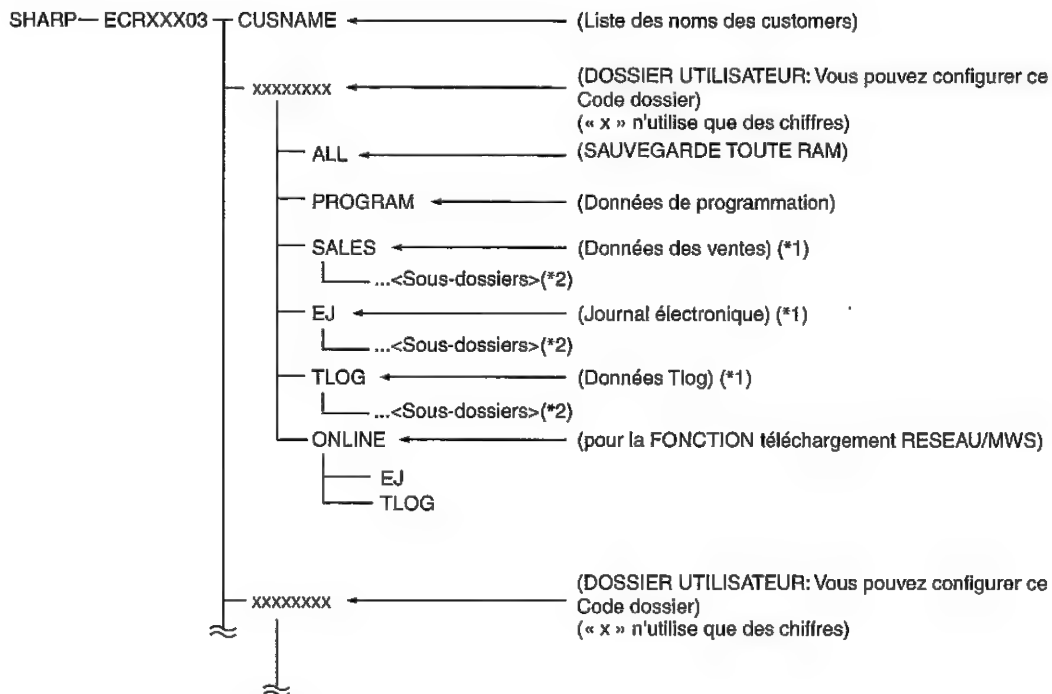 SHARP ECRXXX03 CUSNAME (Liste des noms des customers)
xxxxxxxx (DOSSIER UTILISATEUR: Vous pouvez configurer ce
Code dossier)
(« x » n'utilise que des chiffres)
ALL (SAUVEGARDE TOUTE RAM)
PROGRAM (Données de programmation)
SALES (Données des ventes) (*1)
...<Sous-dossiers>(*2)
EJ (Journal électronique) (*1)
...<Sous-dossiers>(*2)
TLOG (Données Tlog) (*1)
...<Sous-dossiers>(*2)
ONLINE (pour la FONCTION téléchargement RESEAU/MWS)
EJ
TLOG
xxxxxxxx (DOSSIER UTILISATEUR: Vous pouvez configurer ce
Code dossier)
(« x » n'utilise que des chiffres)